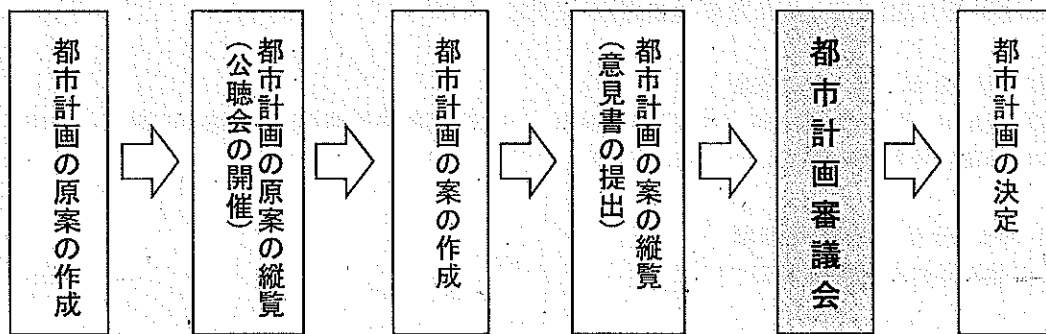 都市計画の原案の作成
都市計画の原案の縦覧
（公聴会の開催）
都市計画の案の作成
都市計画の案の縦覧
（意見書の提出）
都市計画審議会
都市計画の決定